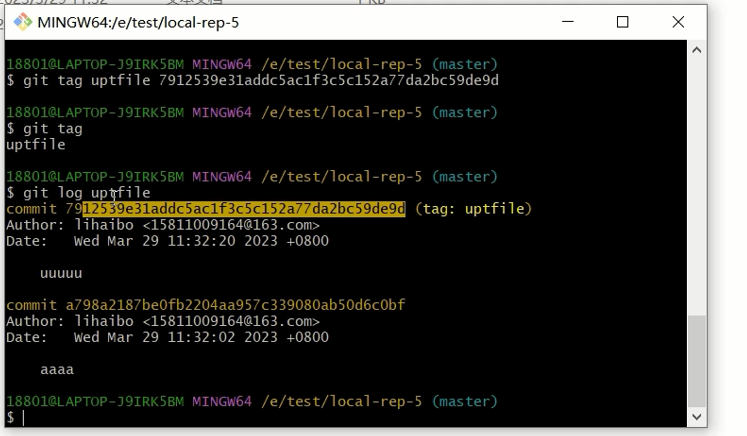 MINGW64:/e/test/local-rep-5
18801@LAPTOP-J9IRK5BM MINGW64 /e/test/local-rep-5 (master)
$ git tag uptfile 7912539e31addc5ac1f3c5c152a77da2bc59de9d
18801@LAPTOP-J9IRK5BM MINGW64 /e/test/local-rep-5 (master)
$ git tag
uptfile
18801@LAPTOP-J9IRK5BM MINGW64 /e/test/local-rep-5 (master)
$ git log uptfile
commit 7912539e31addc5ac1f3c5c152a77da2bc59de9d (tag: uptfile)
Author: lihaibo <15811009164@163.com>
Date:   Wed Mar 29 11:32:20 2023 +0800
uuuuu
commit a798a2187be0fb2204aa957c339080ab50d6c0bf
Author: lihaibo <15811009164@163.com>
Date:   Wed Mar 29 11:32:02 2023 +0800
aaaa
18801@LAPTOP-J9IRK5BM MINGW64 /e/test/local-rep-5 (master)
$